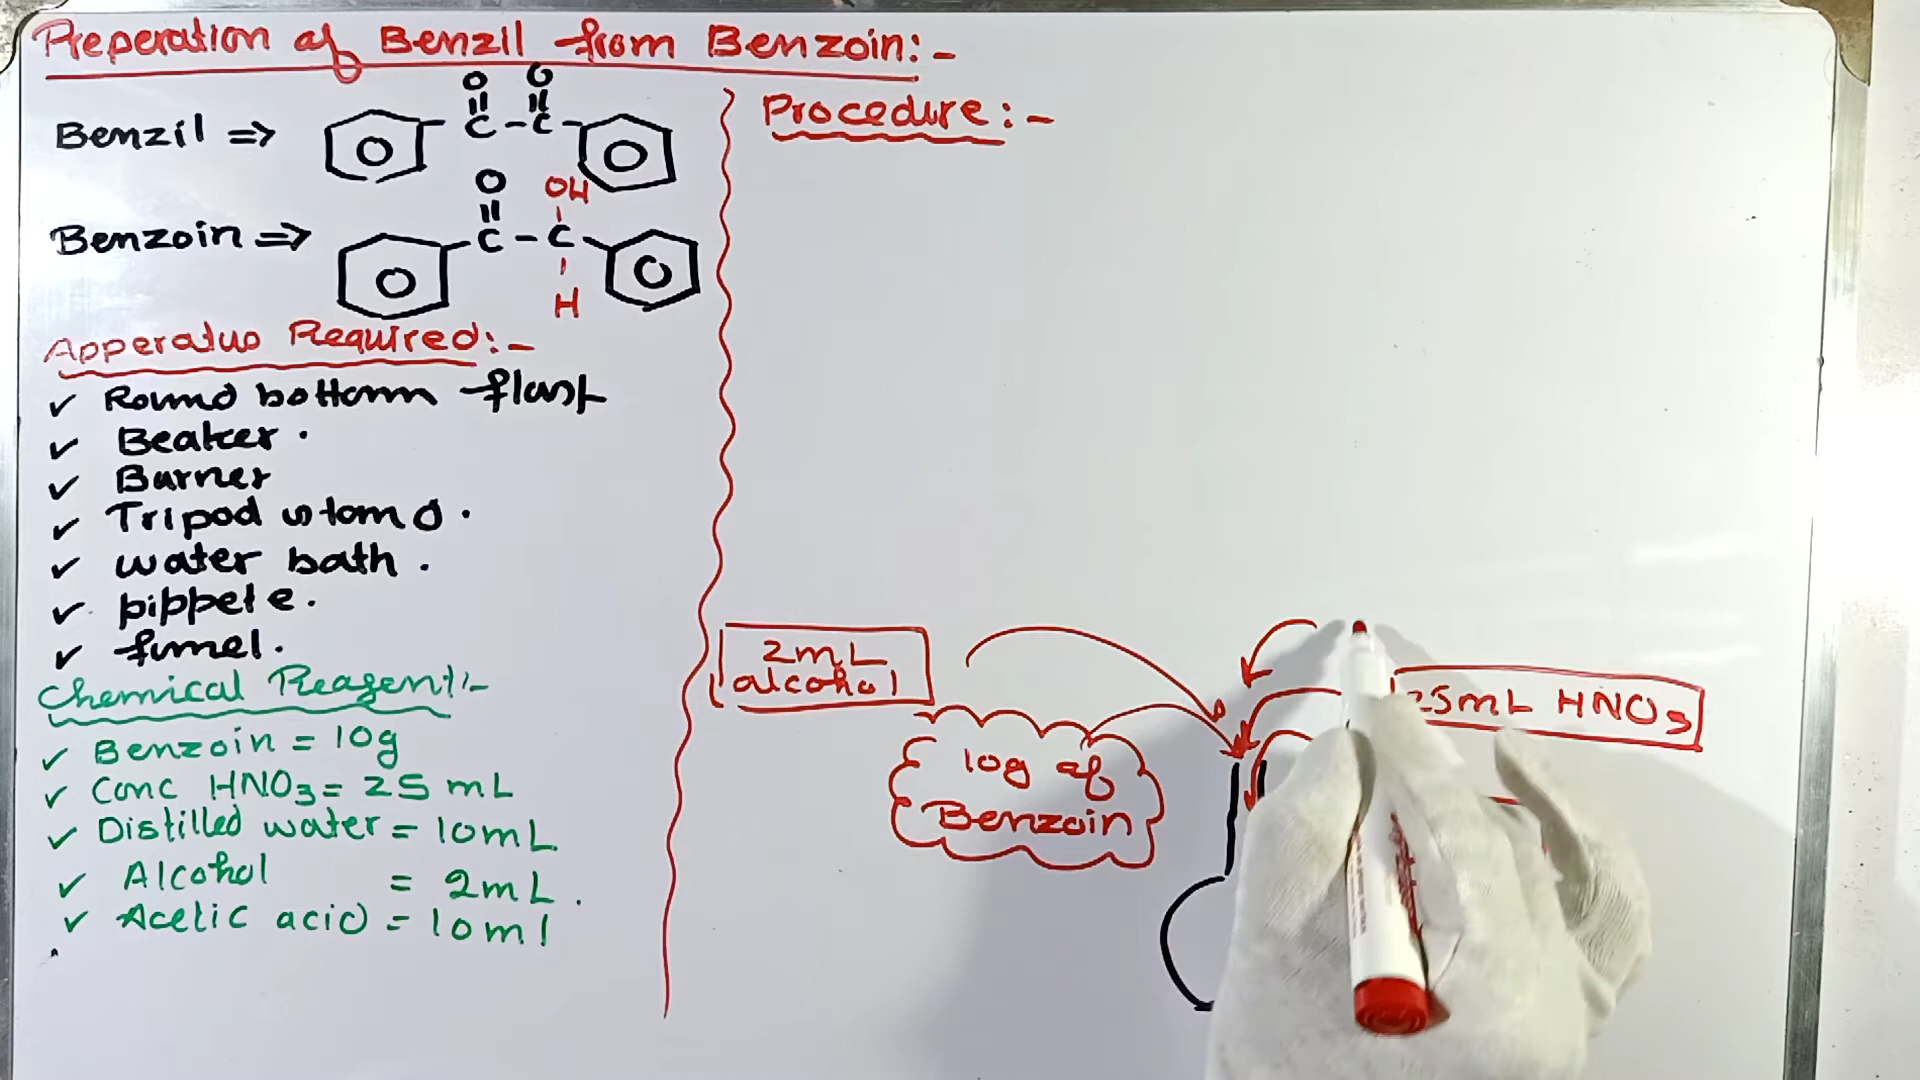 Preperation of Benzil from Benzoin:-
Benzil ⇒
O O
C - C
Benzoin ⇒
O OH
C - C
H
Apperatus Required:-
✓ Round bottom flask
✓ Beaker.
✓ Burner
✓ Tripod stand.
✓ water bath.
✓ pippete.
✓ funnel.
Chemical Reagent:-
✓ Benzoin = 10g
✓ Conc HNO3 = 25 mL
✓ Distilled water = 10mL
✓ Alcohol = 2mL.
✓ Acetic acid = 10ml
Procedure:-
2mL
alcohol
10g of
Benzoin
25mL HNO3